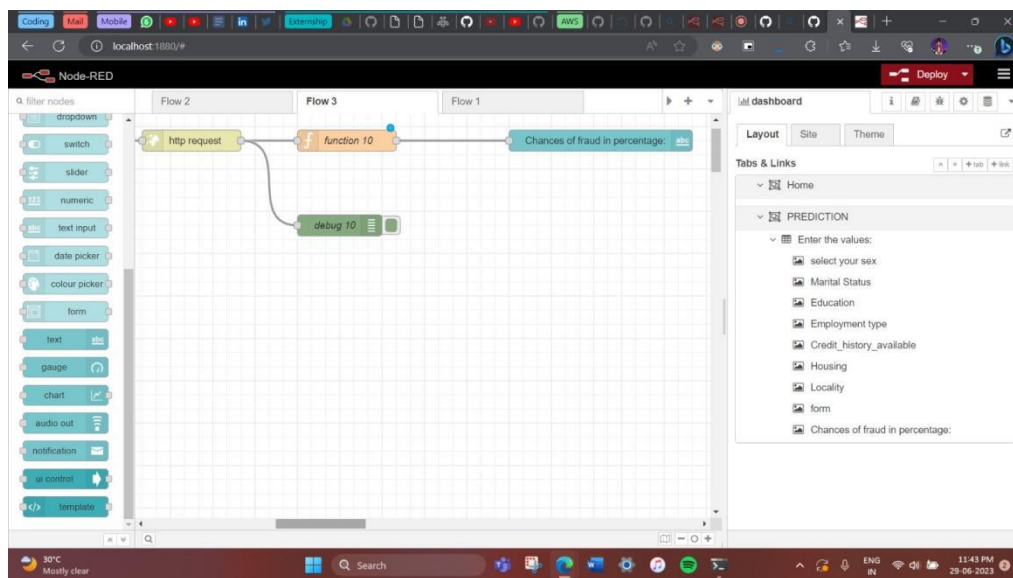 Coding Mail Mobile Externship AWS
localhost:1880/#
Node-RED Deploy
filter nodes Flow 2 Flow 3 Flow 1 dashboard
dropdown
switch
slider
123 numeric
abc text input
date picker
colour picker
form
text abc
gauge
chart
audio out
notification
ui control
</> template
http request
function 10
Chances of fraud in percentage: abc
debug 10
Layout Site Theme
Tabs & Links + tab + link
Home
PREDICTION
Enter the values:
select your sex
Marital Status
Education
Employment type
Credit_history_available
Housing
Locality
form
Chances of fraud in percentage:
30°C
Mostly clear
Search
ENG
IN
11:43 PM
29-06-2023